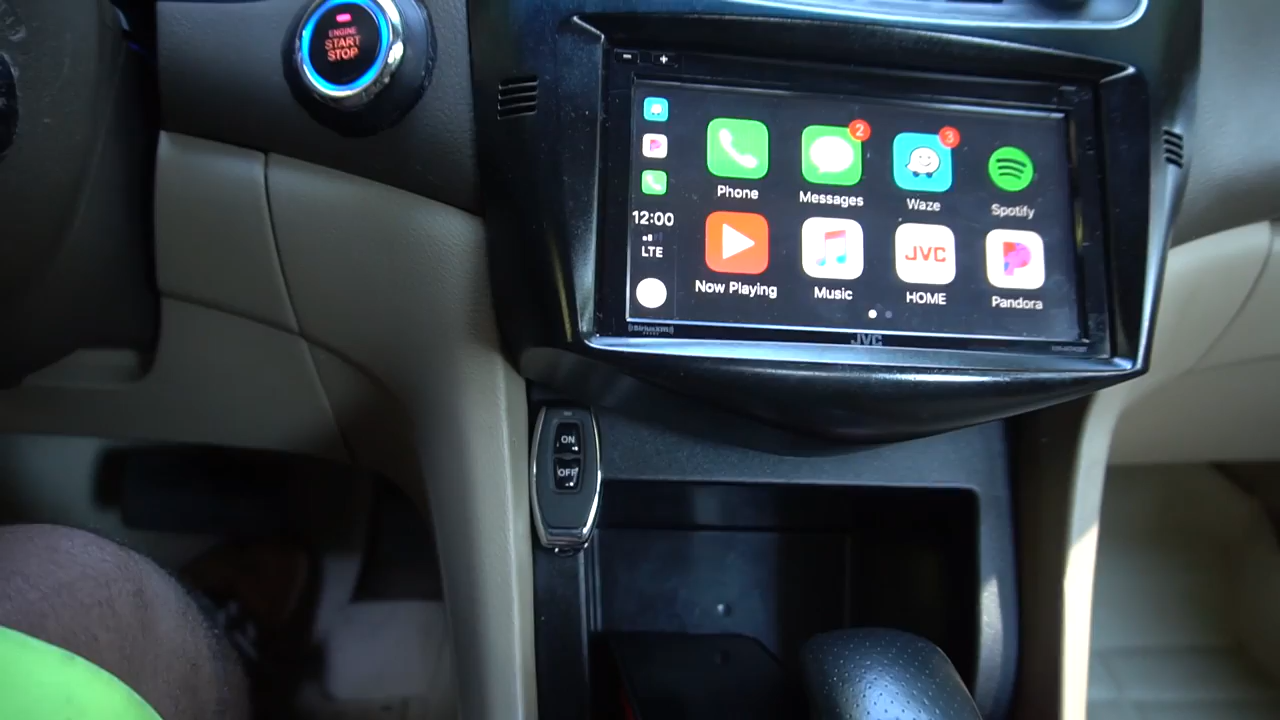 ENGINE
START
STOP
− +
Phone
2
Messages
3
Waze
Spotify
12:00
LTE
Now Playing
Music
JVC
HOME
Pandora
((SiriusXM))
JVC
ON
OFF